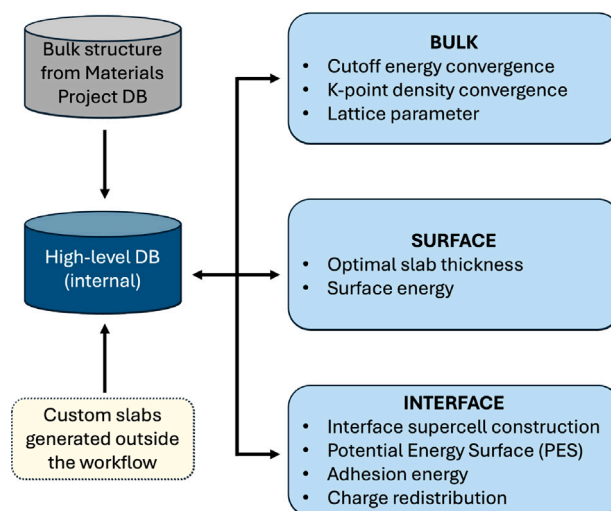 Bulk structure
from Materials
Project DB
High-level DB
(internal)
Custom slabs
generated outside
the workflow
BULK
• Cutoff energy convergence
• K-point density convergence
• Lattice parameter
SURFACE
• Optimal slab thickness
• Surface energy
INTERFACE
• Interface supercell construction
• Potential Energy Surface (PES)
• Adhesion energy
• Charge redistribution